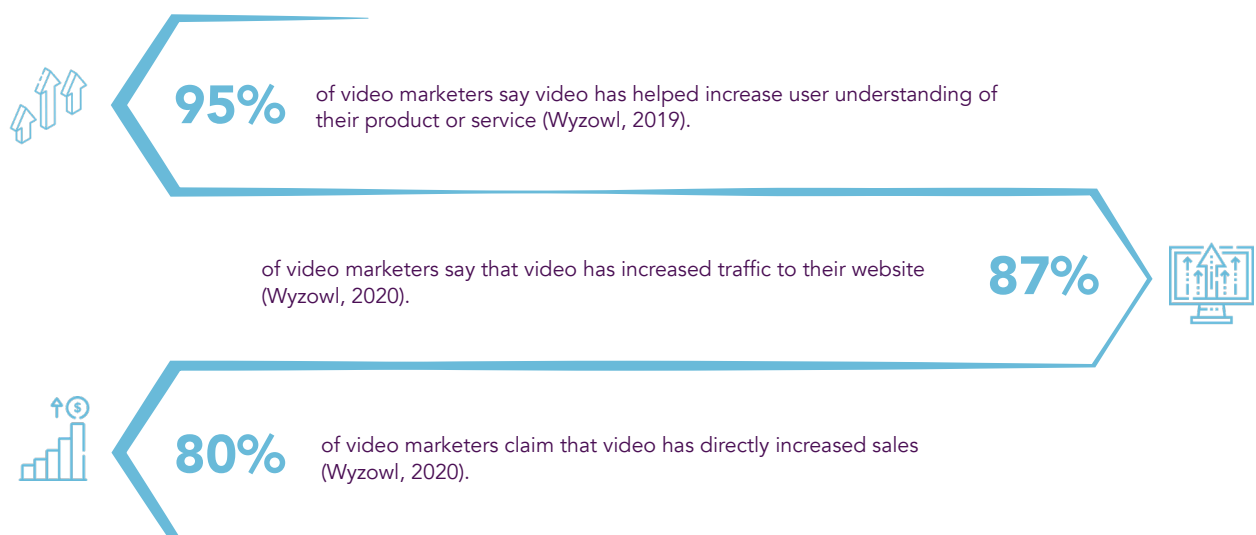 95%
of video marketers say video has helped increase user understanding of
their product or service (Wyzowl, 2019).
of video marketers say that video has increased traffic to their website
(Wyzowl, 2020).
87%
$
80%
of video marketers claim that video has directly increased sales
(Wyzowl, 2020).